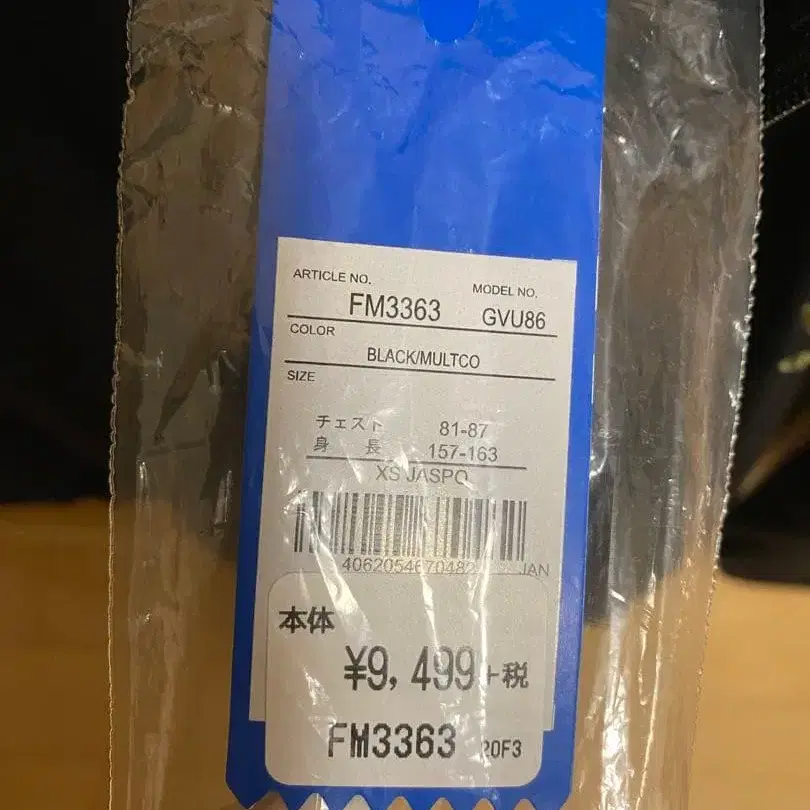 ARTICLE NO. MODEL NO.
FM3363 GVU86
COLOR
BLACK/MULTCO
SIZE
チェスト 81-87
身 長 157-163
XS JASPO
4062054670482 JAN
本体
¥9,499+税
FM3363 20F3